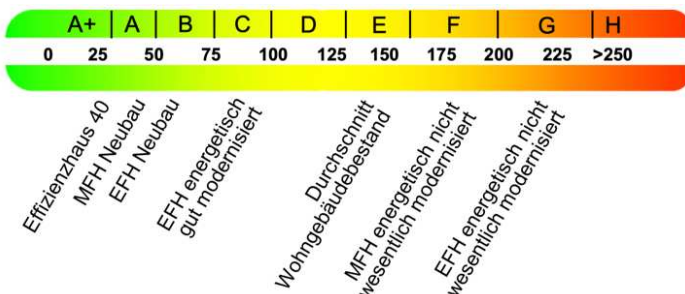 A+ A B C D E F G H
0 25 50 75 100 125 150 175 200 225 >250
Effizienzhaus 40
MFH Neubau
EFH Neubau
EFH energetisch
gut modernisiert
Durchschnitt
Wohngebäudebestand
MFH energetisch nicht
wesentlich modernisiert
EFH energetisch nicht
wesentlich modernisiert